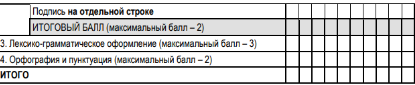 Подпись на отдельной строке
ИТОГОВЫЙ БАЛЛ (максимальный балл – 2)
3. Лексико-грамматическое оформление (максимальный балл – 3)
4. Орфография и пунктуация (максимальный балл – 2)
ИТОГО